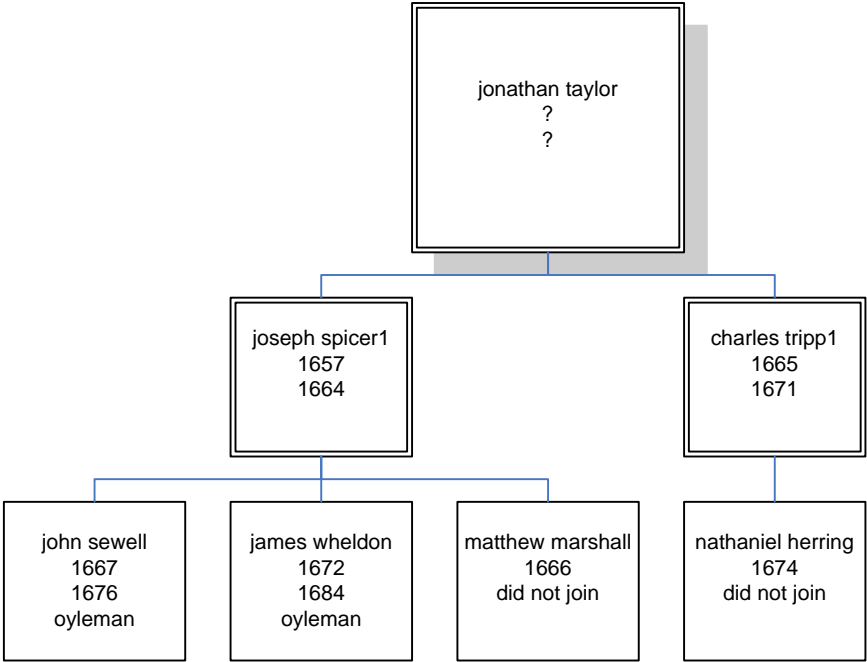 jonathan taylor
?
?
joseph spicer1
1657
1664
charles tripp1
1665
1671
john sewell
1667
1676
oyleman
james wheldon
1672
1684
oyleman
matthew marshall
1666
did not join
nathaniel herring
1674
did not join